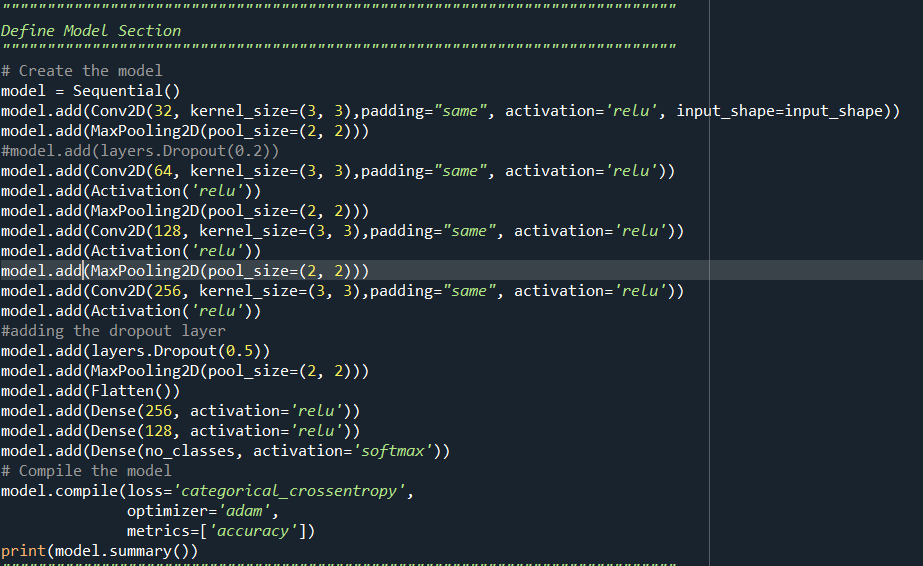 """""""""""""""""""""""""""""""""""""""""""""""""""""""""""""""""""""""""""
Define Model Section
"""""""""""""""""""""""""""""""""""""""""""""""""""""""""""""""""""""""""""
# Create the model
model = Sequential()
model.add(Conv2D(32, kernel_size=(3, 3),padding="same", activation='relu', input_shape=input_shape))
model.add(MaxPooling2D(pool_size=(2, 2)))
#model.add(layers.Dropout(0.2))
model.add(Conv2D(64, kernel_size=(3, 3),padding="same", activation='relu'))
model.add(Activation('relu'))
model.add(MaxPooling2D(pool_size=(2, 2)))
model.add(Conv2D(128, kernel_size=(3, 3),padding="same", activation='relu'))
model.add(Activation('relu'))
model.add(MaxPooling2D(pool_size=(2, 2)))
model.add(Conv2D(256, kernel_size=(3, 3),padding="same", activation='relu'))
model.add(Activation('relu'))
#adding the dropout layer
model.add(layers.Dropout(0.5))
model.add(MaxPooling2D(pool_size=(2, 2)))
model.add(Flatten())
model.add(Dense(256, activation='relu'))
model.add(Dense(128, activation='relu'))
model.add(Dense(no_classes, activation='softmax'))
# Compile the model
model.compile(loss='categorical_crossentropy',
              optimizer='adam',
              metrics=['accuracy'])
print(model.summary())
"""""""""""""""""""""""""""""""""""""""""""""""""""""""""""""""""""""""""""